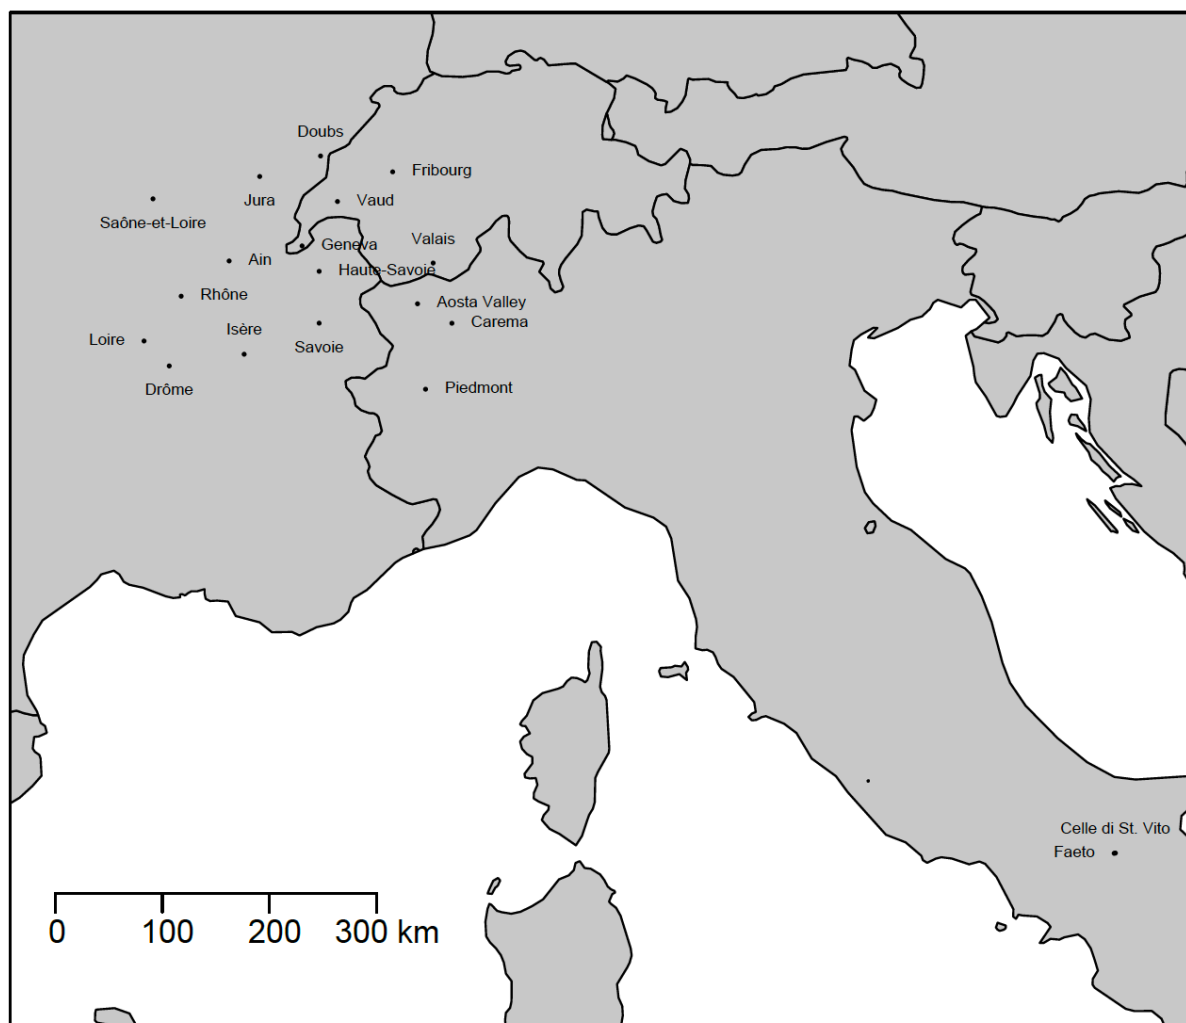 Doubs
Fribourg
Jura
Vaud
Saône-et-Loire
Geneva
Valais
Ain
Haute-Savoie
Rhône
Aosta Valley
Carema
Isère
Loire
Savoie
Drôme
Piedmont
Celle di St. Vito
Faeto
0 100 200 300 km